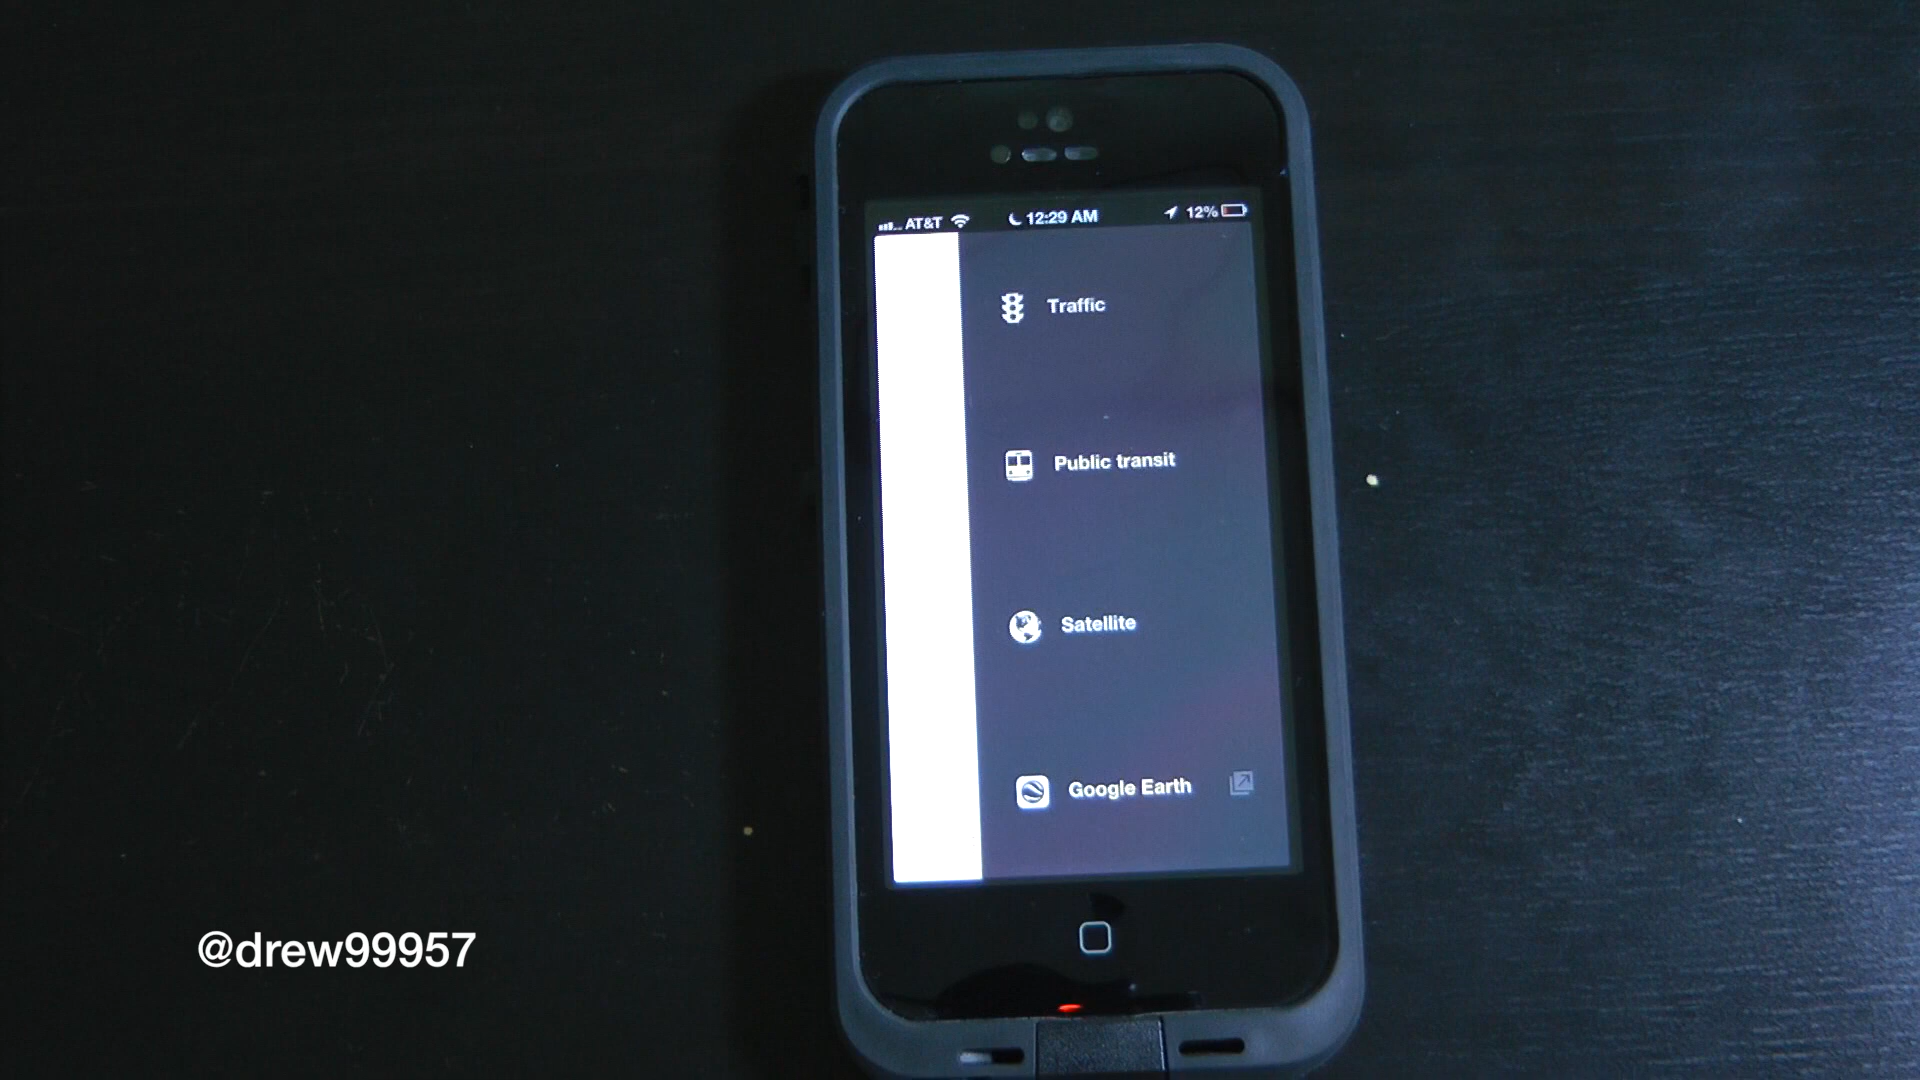 AT&T 12:29 AM 12%
Traffic
Public transit
Satellite
Google Earth
@drew99957